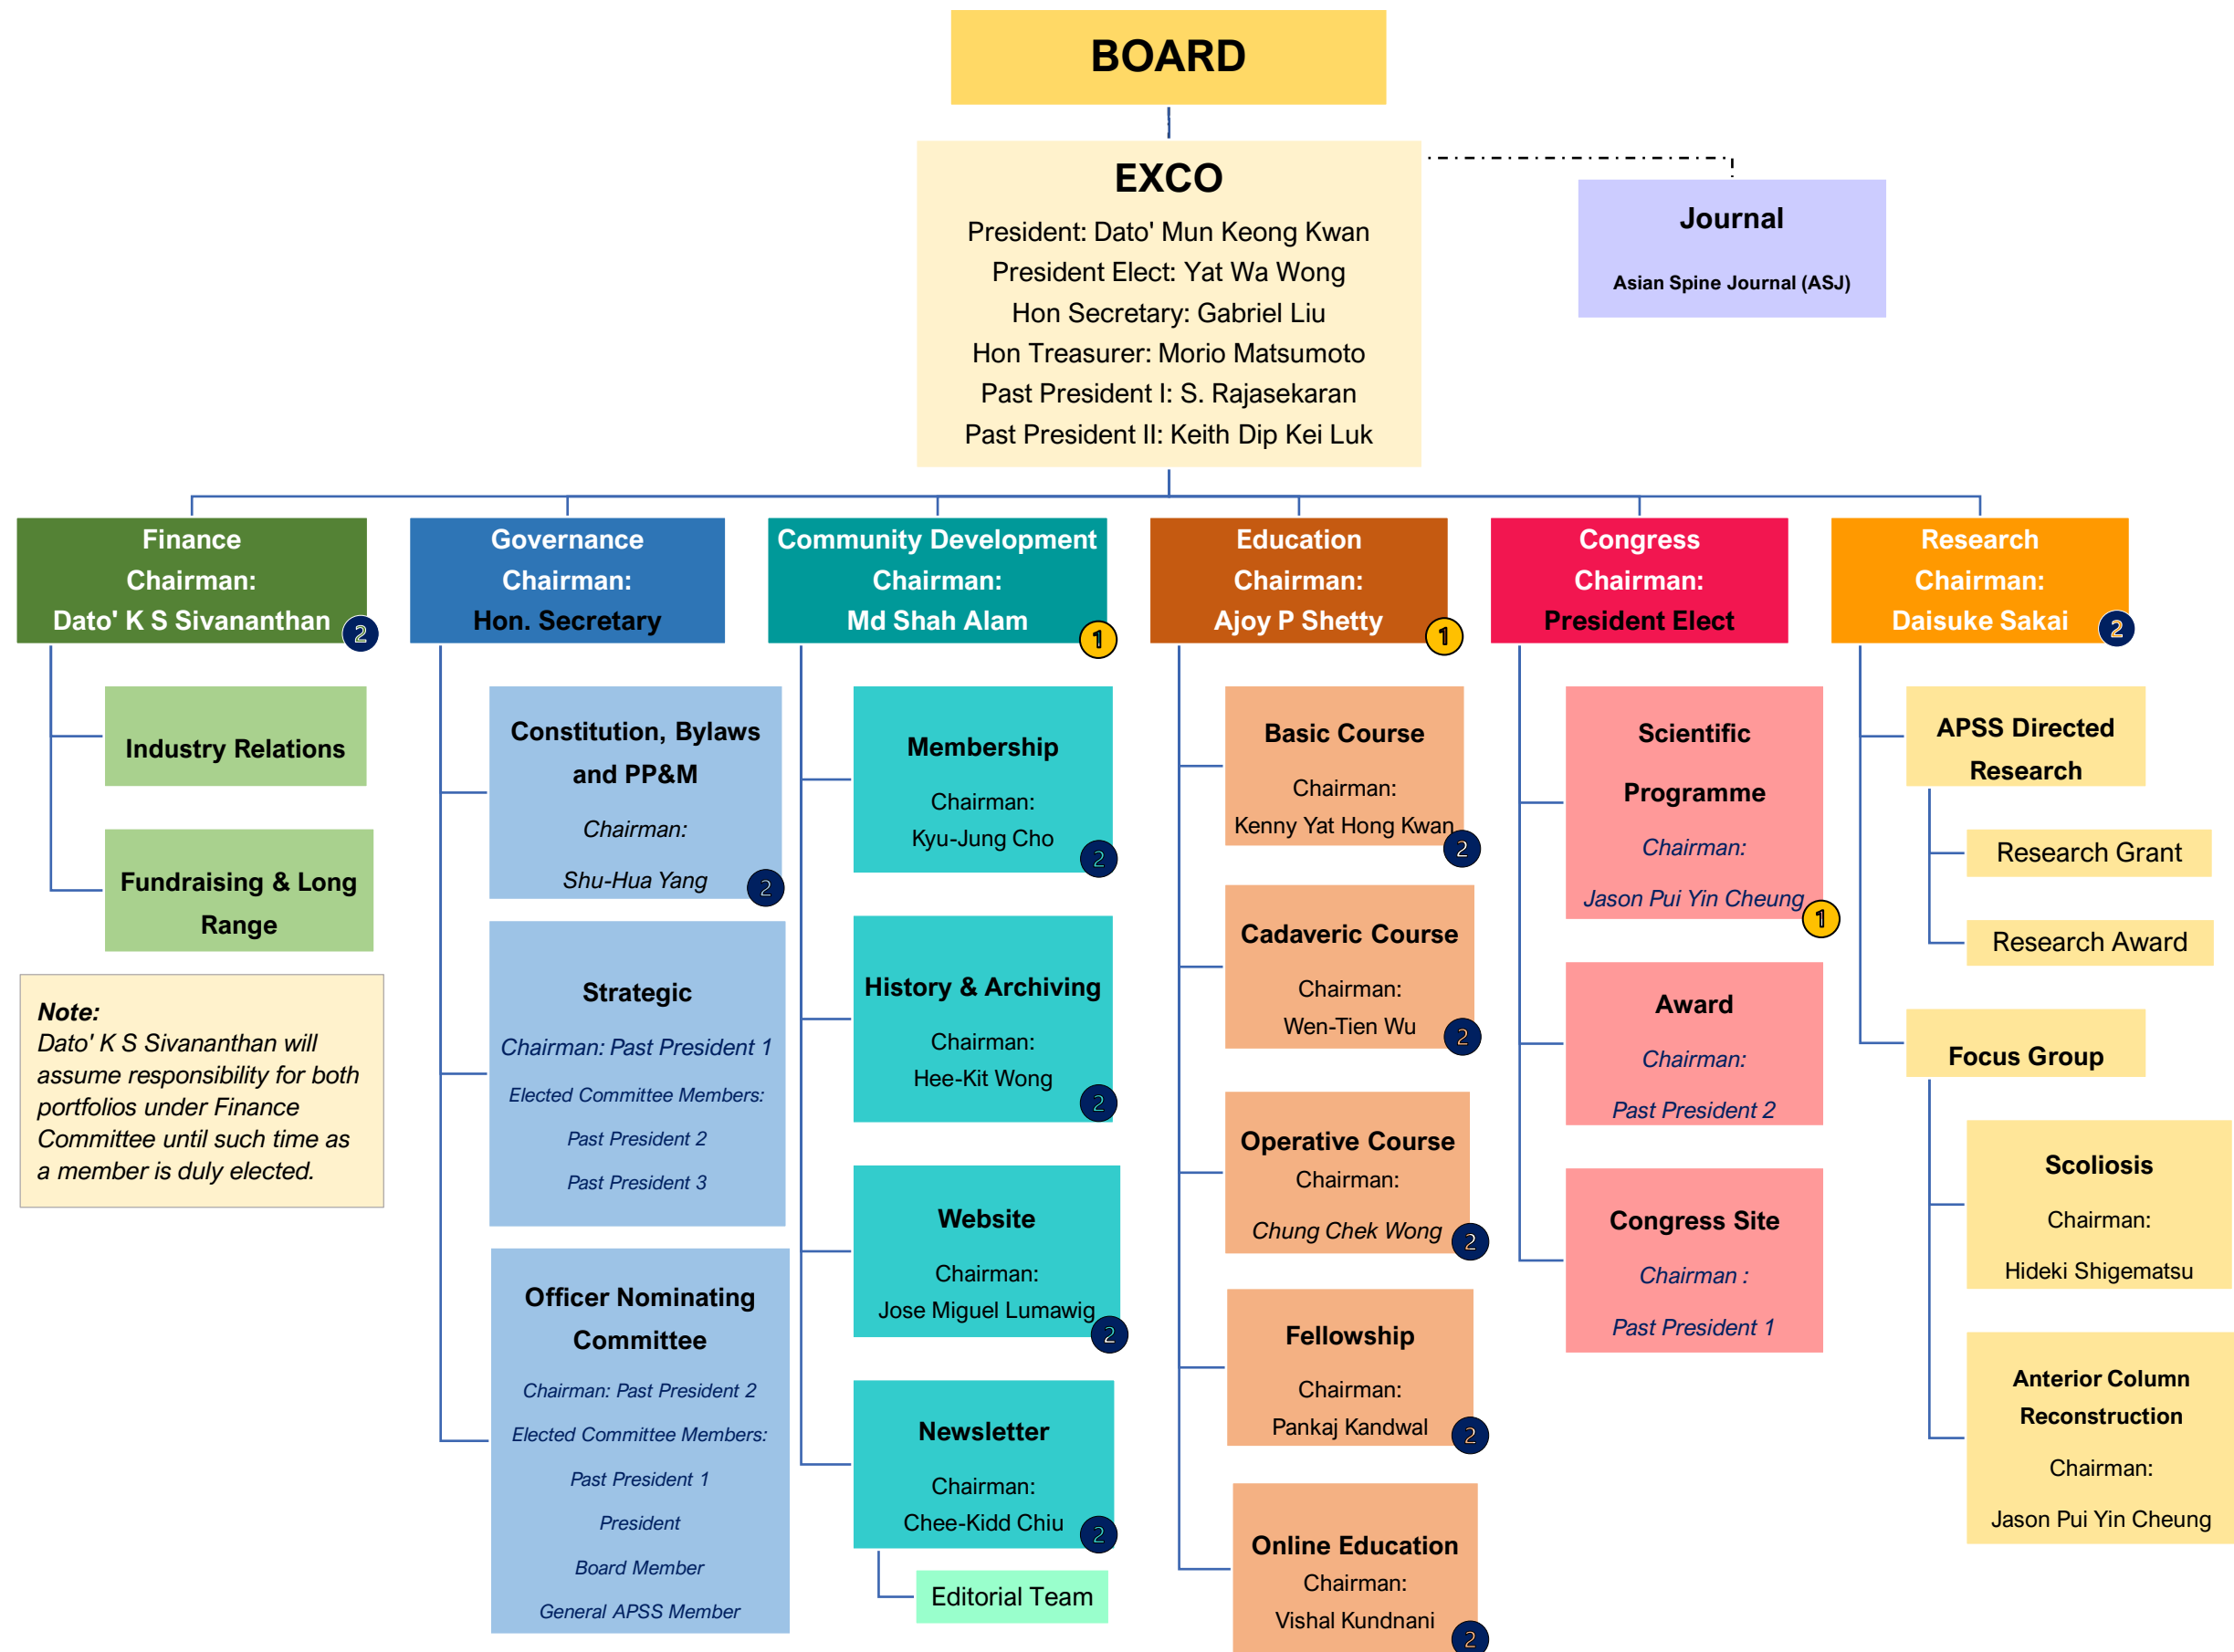 BOARD
EXCO
President: Dato' Mun Keong Kwan
President Elect: Yat Wa Wong
Hon Secretary: Gabriel Liu
Hon Treasurer: Morio Matsumoto
Past President I: S. Rajasekaran
Past President II: Keith Dip Kei Luk
Journal
Asian Spine Journal (ASJ)
Finance
Chairman:
Dato' K S Sivananthan
2
Industry Relations
Fundraising & Long
Range
Note:
Dato' K S Sivananthan will
assume responsibility for both
portfolios under Finance
Committee until such time as
a member is duly elected.
Governance
Chairman:
Hon. Secretary
Constitution, Bylaws
and PP&M
Chairman:
Shu-Hua Yang
2
Strategic
Chairman: Past President 1
Elected Committee Members:
Past President 2
Past President 3
Officer Nominating
Committee
Chairman: Past President 2
Elected Committee Members:
Past President 1
President
Board Member
General APSS Member
Community Development
Chairman:
Md Shah Alam
1
Membership
Chairman:
Kyu-Jung Cho
2
History & Archiving
Chairman:
Hee-Kit Wong
2
Website
Chairman:
Jose Miguel Lumawig
2
Newsletter
Chairman:
Chee-Kidd Chiu
2
Editorial Team
Education
Chairman:
Ajoy P Shetty
1
Basic Course
Chairman:
Kenny Yat Hong Kwan
2
Cadaveric Course
Chairman:
Wen-Tien Wu
2
Operative Course
Chairman:
Chung Chek Wong
2
Fellowship
Chairman:
Pankaj Kandwal
2
Online Education
Chairman:
Vishal Kundnani
2
Congress
Chairman:
President Elect
Scientific
Programme
Chairman:
Jason Pui Yin Cheung
1
Award
Chairman:
Past President 2
Congress Site
Chairman :
Past President 1
Research
Chairman:
Daisuke Sakai
2
APSS Directed
Research
Research Grant
Research Award
Focus Group
Scoliosis
Chairman:
Hideki Shigematsu
Anterior Column
Reconstruction
Chairman:
Jason Pui Yin Cheung